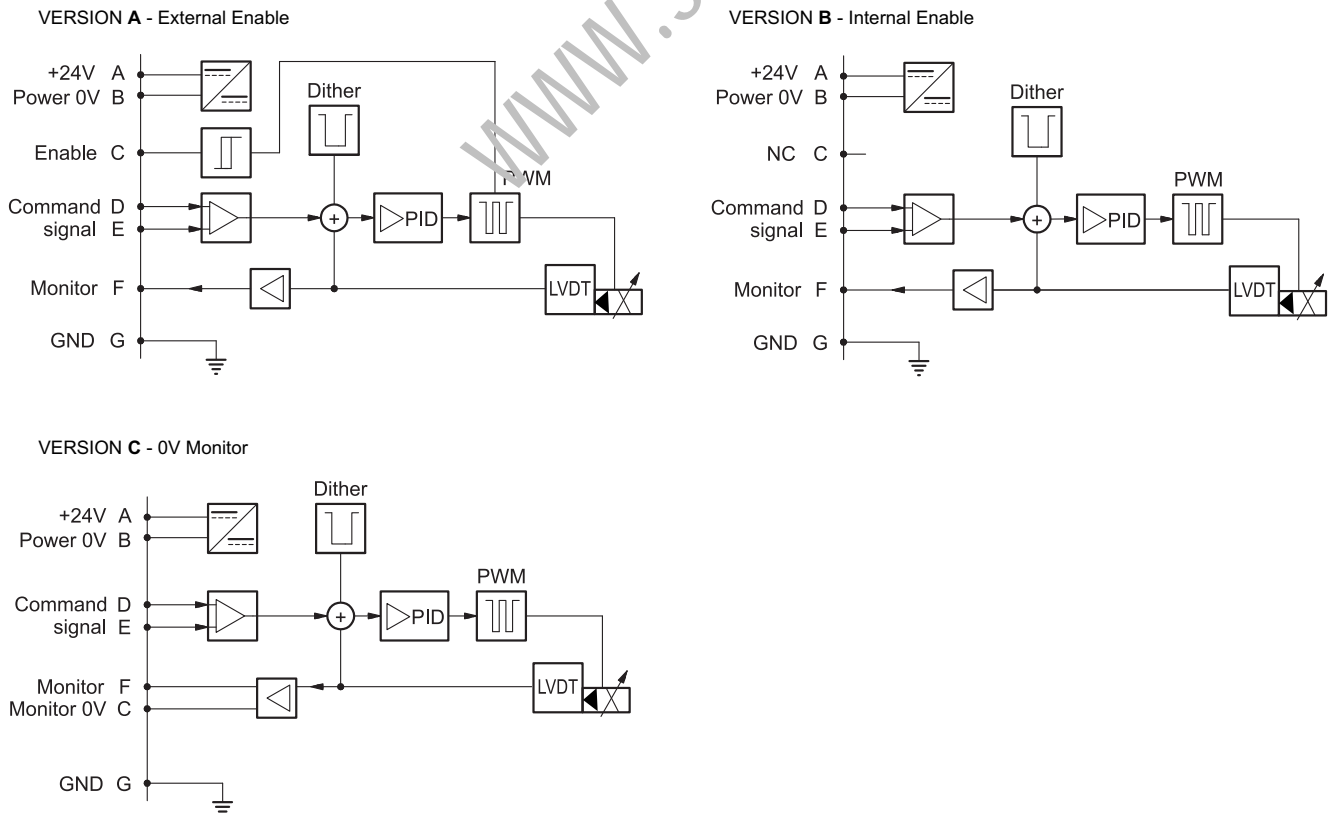 VERSION A - External Enable
+24V A
Power 0V B
Enable C
Command D
signal E
Monitor F
GND G
Dither
PID
PWM
LVDT
www.s
VERSION B - Internal Enable
+24V A
Power 0V B
NC C
Command D
signal E
Monitor F
GND G
Dither
+
PID
PWM
LVDT
VERSION C - 0V Monitor
+24V A
Power 0V B
Command D
signal E
Monitor F
Monitor 0V C
GND G
Dither
+
PID
PWM
LVDT